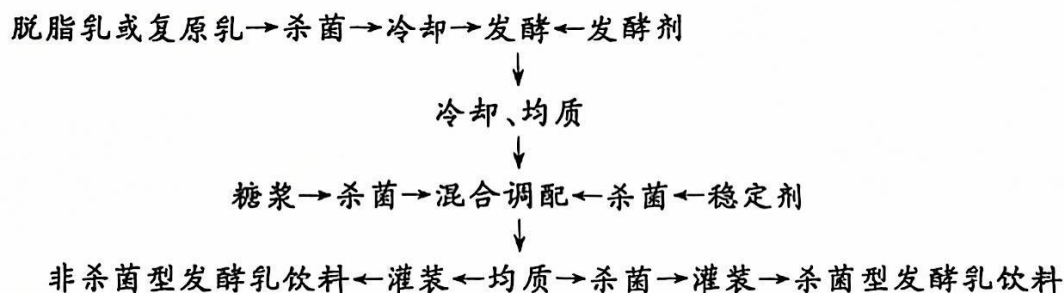 脱脂乳或复原乳→杀菌→冷却→发酵←发酵剂
↓
冷却、均质
↓
糖浆→杀菌→混合调配←杀菌←稳定剂
↓
非杀菌型发酵乳饮料←灌装←均质→杀菌→灌装→杀菌型发酵乳饮料